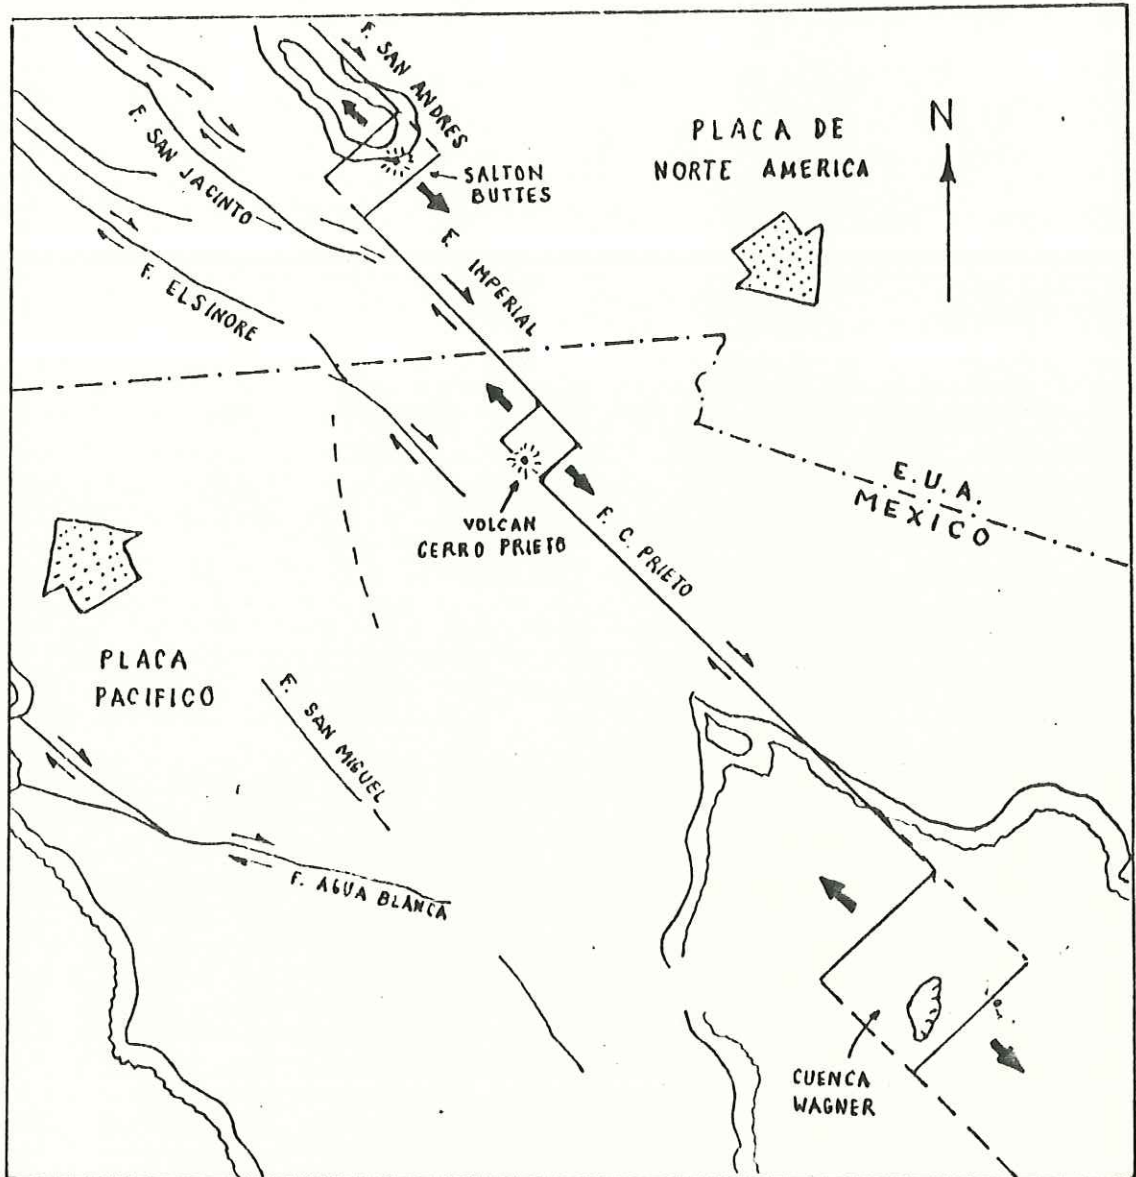 F. SAN ANDRES
F. SAN JACINTO
SALTON
BUTTES
PLACA DE
NORTE AMERICA
N
F. IMPERIAL
F. ELSINORE
E.U.A.
MEXICO
VOLCAN
CERRO PRIETO
F. C. PRIETO
PLACA
PACIFICO
F. SAN MIGUEL
F. AGUA BLANCA
CUENCA
WAGNER